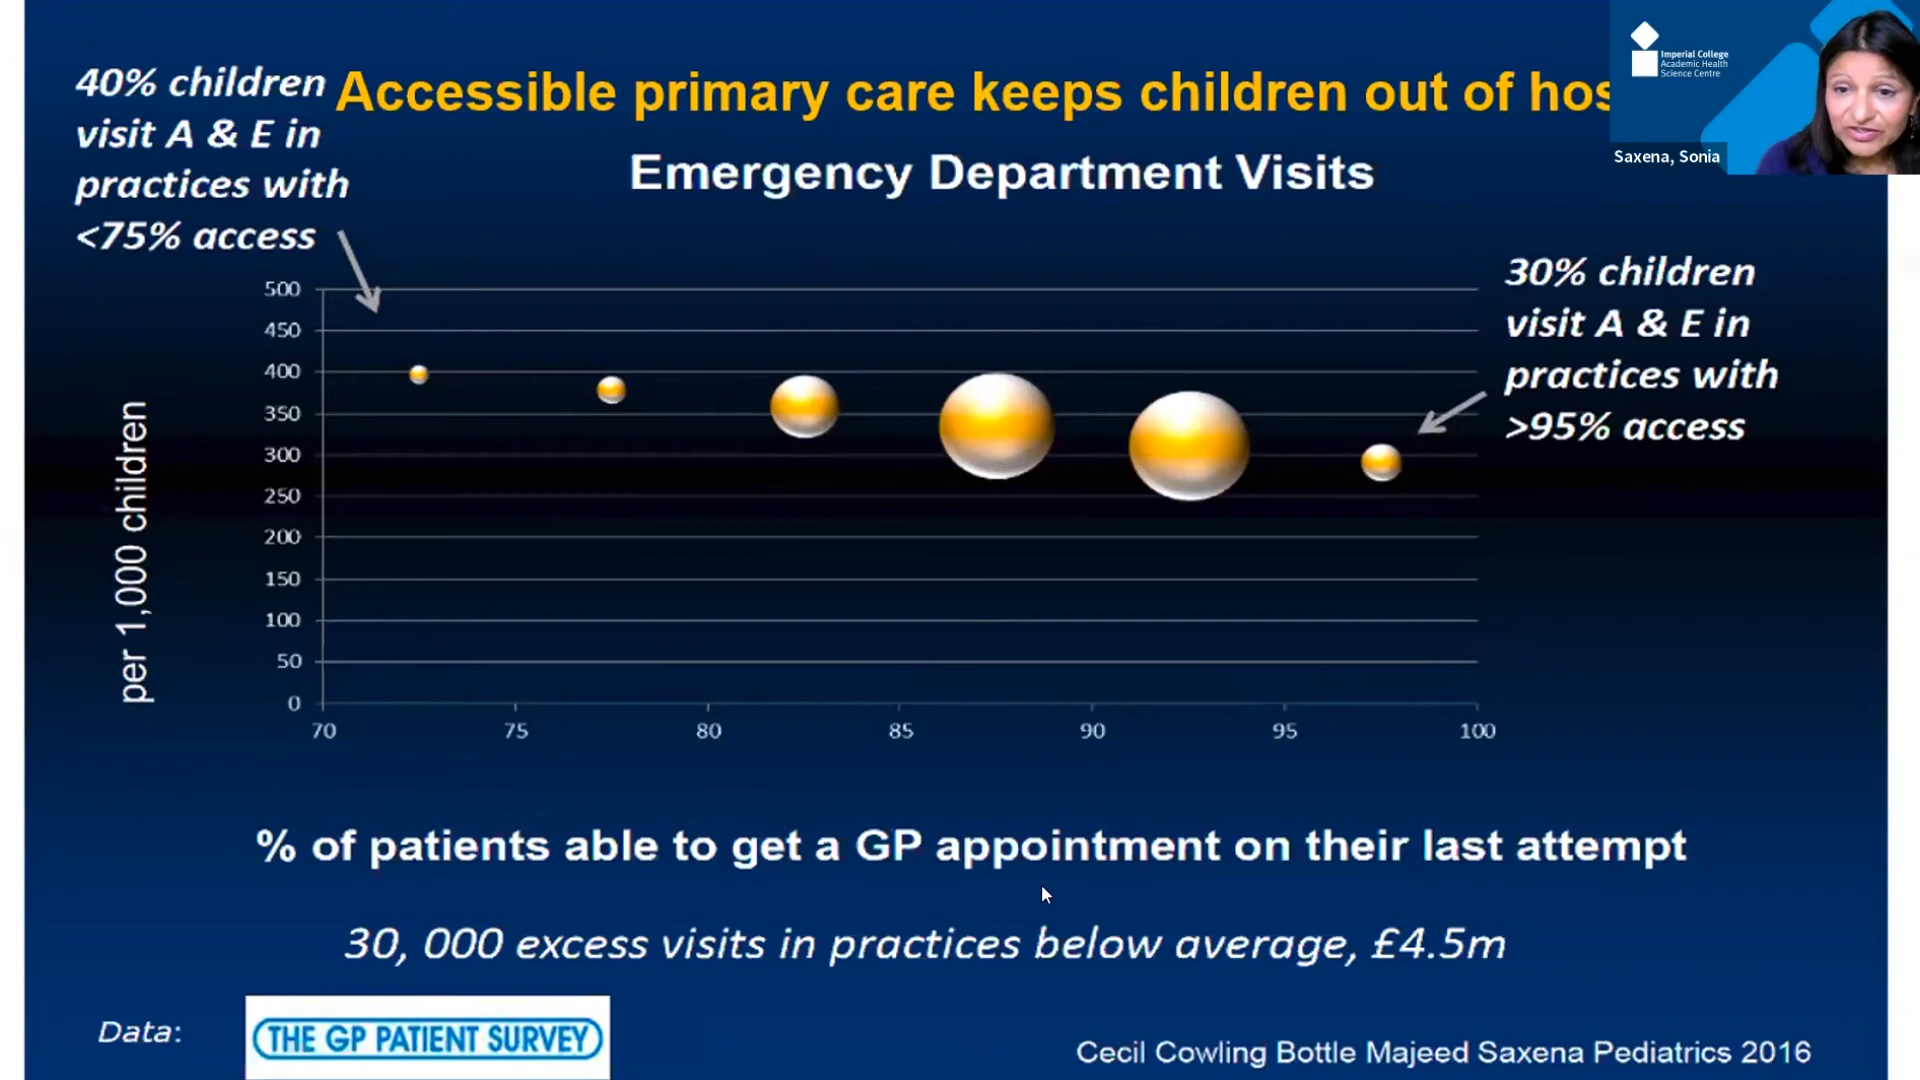 40% children
visit A & E in
practices with
<75% access
Accessible primary care keeps children out of hos
Emergency Department Visits
Imperial College
Academic Health
Science Centre
Saxena, Sonia
30% children
visit A & E in
practices with
>95% access
per 1,000 children
500
450
400
350
300
250
200
150
100
50
0
70 75 80 85 90 95 100
% of patients able to get a GP appointment on their last attempt
30, 000 excess visits in practices below average, £4.5m
Data:
THE GP PATIENT SURVEY
Cecil Cowling Bottle Majeed Saxena Pediatrics 2016